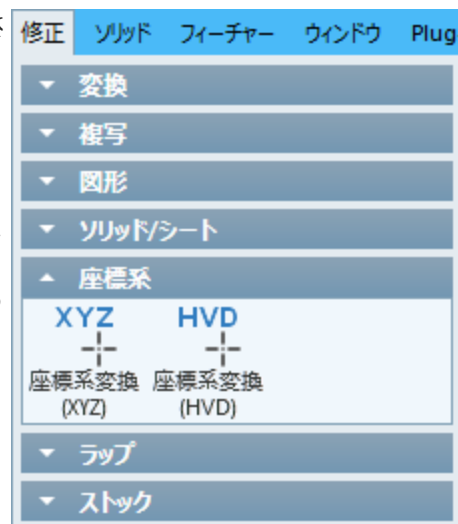 修正 ソリッド フィーチャー ウィンドウ Plug
変換
複写
図形
ソリッド/シート
座標系
XYZ HVD
座標系変換 座標系変換
(XYZ) (HVD)
ラップ
ストック